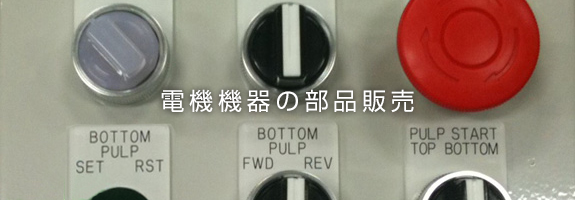 電機機器の部品販売
BOTTOM
PULP
SET RST
BOTTOM
PULP
FWD REV
PULP START
TOP BOTTOM